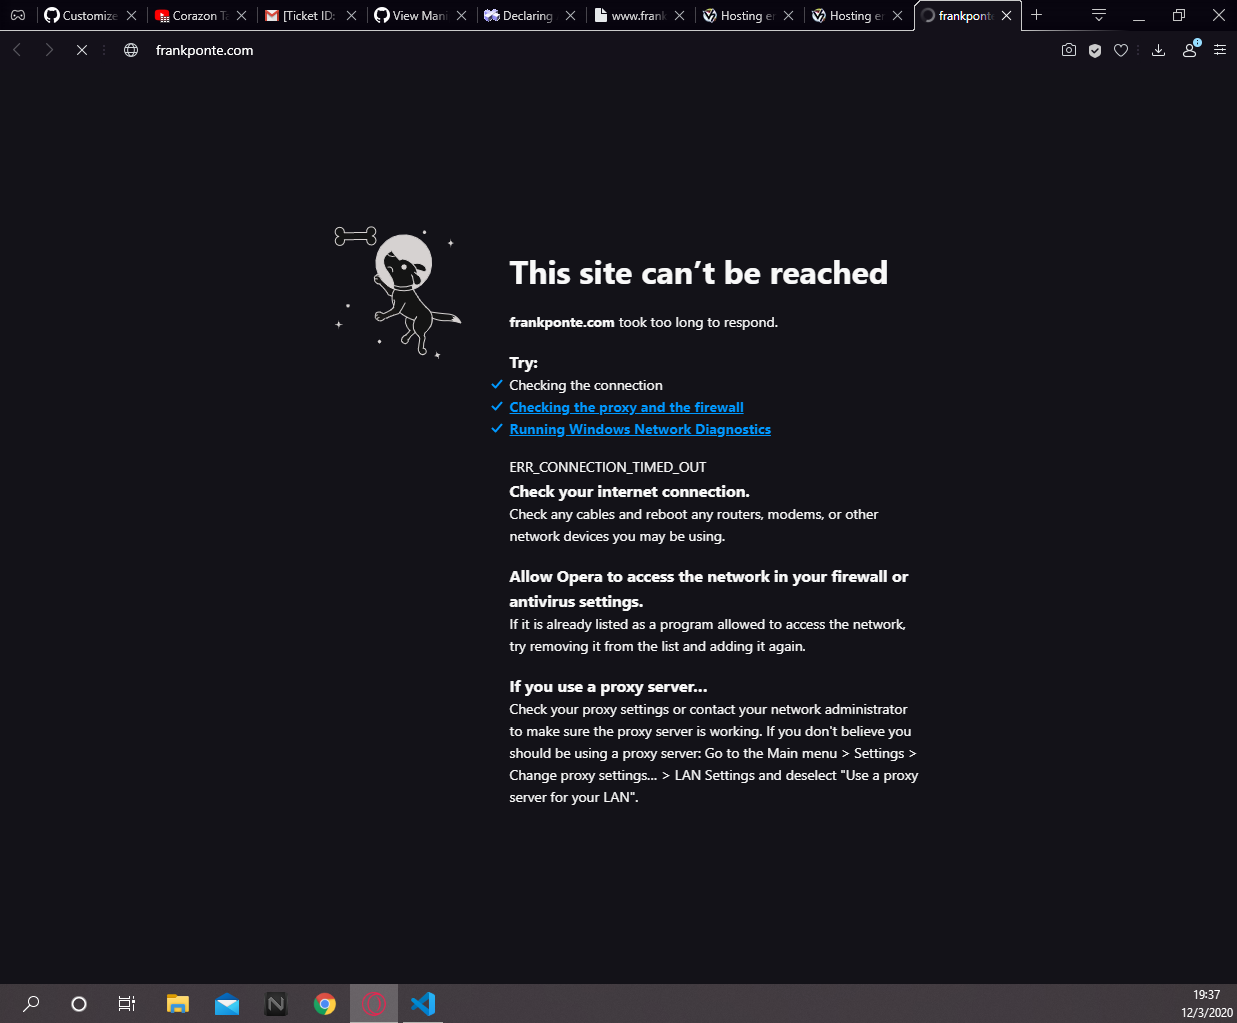 Customize
Corazon Ta
[Ticket ID:
View Mani
Declaring
www.frank
Hosting er
Hosting er
frankponte
frankponte.com
This site can’t be reached
frankponte.com took too long to respond.
Try:
Checking the connection
Checking the proxy and the firewall
Running Windows Network Diagnostics
ERR_CONNECTION_TIMED_OUT
Check your internet connection.
Check any cables and reboot any routers, modems, or other
network devices you may be using.
Allow Opera to access the network in your firewall or
antivirus settings.
If it is already listed as a program allowed to access the network,
try removing it from the list and adding it again.
If you use a proxy server...
Check your proxy settings or contact your network administrator
to make sure the proxy server is working. If you don't believe you
should be using a proxy server: Go to the Main menu > Settings >
Change proxy settings... > LAN Settings and deselect "Use a proxy
server for your LAN".
N
19:37
12/3/2020